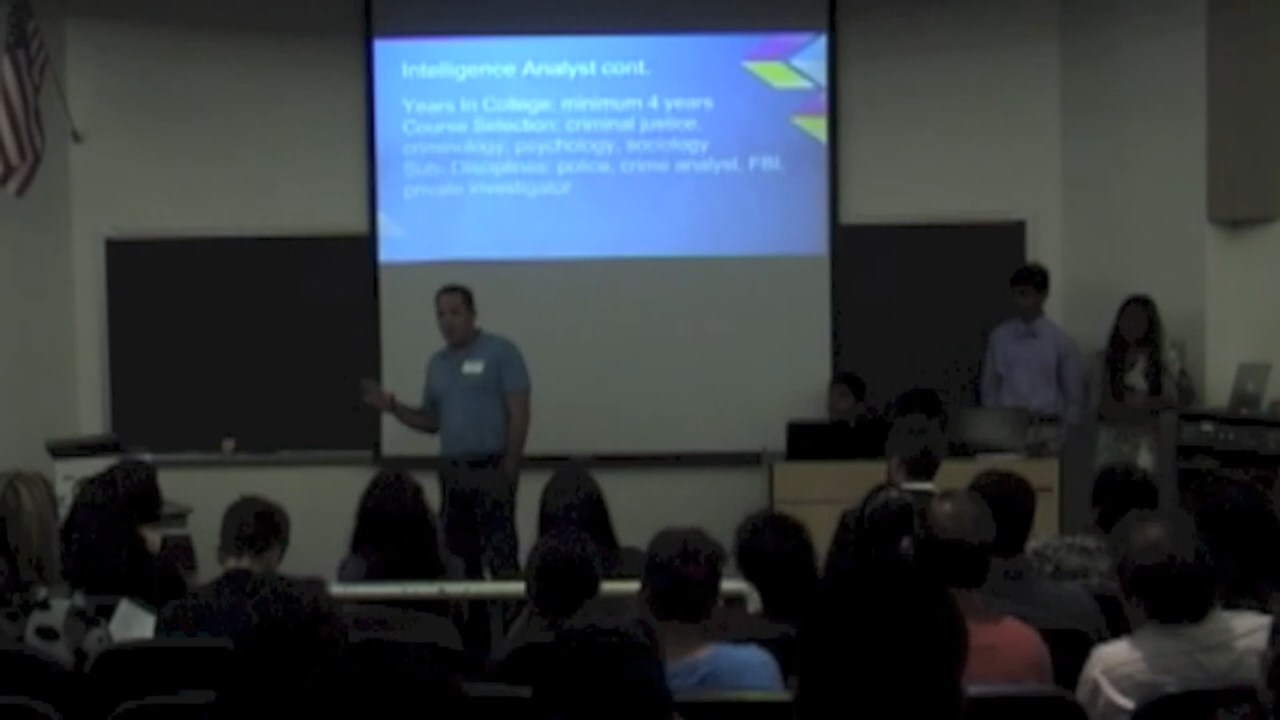 Intelligence Analyst cont.
Years In College: minimum 4 years
Course Selection: criminal justice,
criminology, psychology, sociology
Sub- Disciplines: police, crime analyst, FBI,
private investigator